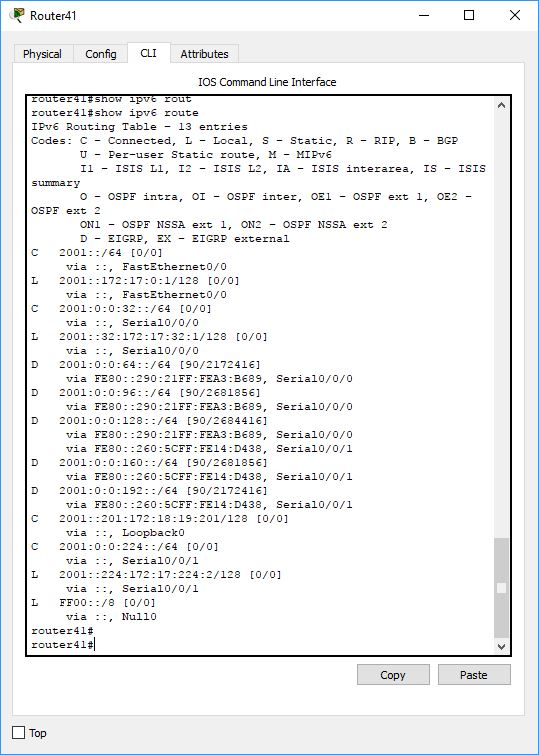 Router41
Physical Config CLI Attributes
IOS Command Line Interface
router41#show ipv6 rout
router41#show ipv6 route
IPv6 Routing Table - 13 entries
Codes: C - Connected, L - Local, S - Static, R - RIP, B - BGP
U - Per-user Static route, M - MIPv6
I1 - ISIS L1, I2 - ISIS L2, IA - ISIS interarea, IS - ISIS
summary
O - OSPF intra, OI - OSPF inter, OE1 - OSPF ext 1, OE2 -
OSPF ext 2
ON1 - OSPF NSSA ext 1, ON2 - OSPF NSSA ext 2
D - EIGRP, EX - EIGRP external
C 2001::/64 [0/0]
via ::, FastEthernet0/0
L 2001::172:17:0:1/128 [0/0]
via ::, FastEthernet0/0
C 2001:0:0:32::/64 [0/0]
via ::, Serial0/0/0
L 2001::32:172:17:32:1/128 [0/0]
via ::, Serial0/0/0
D 2001:0:0:64::/64 [90/2172416]
via FE80::290:21FF:FEA3:B689, Serial0/0/0
D 2001:0:0:96::/64 [90/2681856]
via FE80::290:21FF:FEA3:B689, Serial0/0/0
D 2001:0:0:128::/64 [90/2684416]
via FE80::290:21FF:FEA3:B689, Serial0/0/0
via FE80::260:5CFF:FE14:D438, Serial0/0/1
D 2001:0:0:160::/64 [90/2681856]
via FE80::260:5CFF:FE14:D438, Serial0/0/1
D 2001:0:0:192::/64 [90/2172416]
via FE80::260:5CFF:FE14:D438, Serial0/0/1
C 2001::201:172:18:19:201/128 [0/0]
via ::, Loopback0
C 2001:0:0:224::/64 [0/0]
via ::, Serial0/0/1
L 2001::224:172:17:224:2/128 [0/0]
via ::, Serial0/0/1
L FF00::/8 [0/0]
via ::, Null0
router41#
router41#
Copy Paste
Top